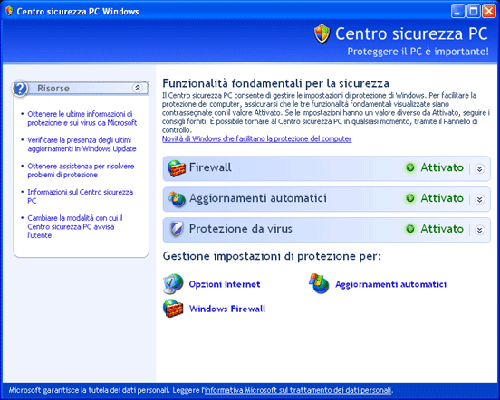 Centro sicurezza PC Windows
Centro sicurezza PC
Proteggere il PC è importante!
Risorse
Ottenere le ultime informazioni di
protezione e sui virus da Microsoft
Verificare la presenza degli ultimi
aggiornamenti in Windows Update
Ottenere assistenza per risolvere
problemi di protezione
Informazioni sul Centro sicurezza
PC
Cambiare la modalità con cui il
Centro sicurezza PC avvisa
l'utente
Funzionalità fondamentali per la sicurezza
Il Centro sicurezza PC consente di gestire le impostazioni di protezione di Windows. Per facilitare la
protezione del computer, assicurarsi che le tre funzionalità fondamentali visualizzate siano
contrassegnate con il valore Attivato. Se le impostazioni hanno un valore diverso da Attivato, seguire i
consigli forniti. È possibile tornare al Centro sicurezza PC in qualsiasi momento, tramite il Pannello di
controllo.
Novità di Windows che facilitano la protezione del computer
Firewall Attivato
Aggiornamenti automatici Attivato
Protezione da virus Attivato
Gestione impostazioni di protezione per:
Opzioni Internet Aggiornamenti automatici
Windows Firewall
Microsoft garantisce la tutela dei dati personali. Leggere l'informativa Microsoft sul trattamento dei dati personali.